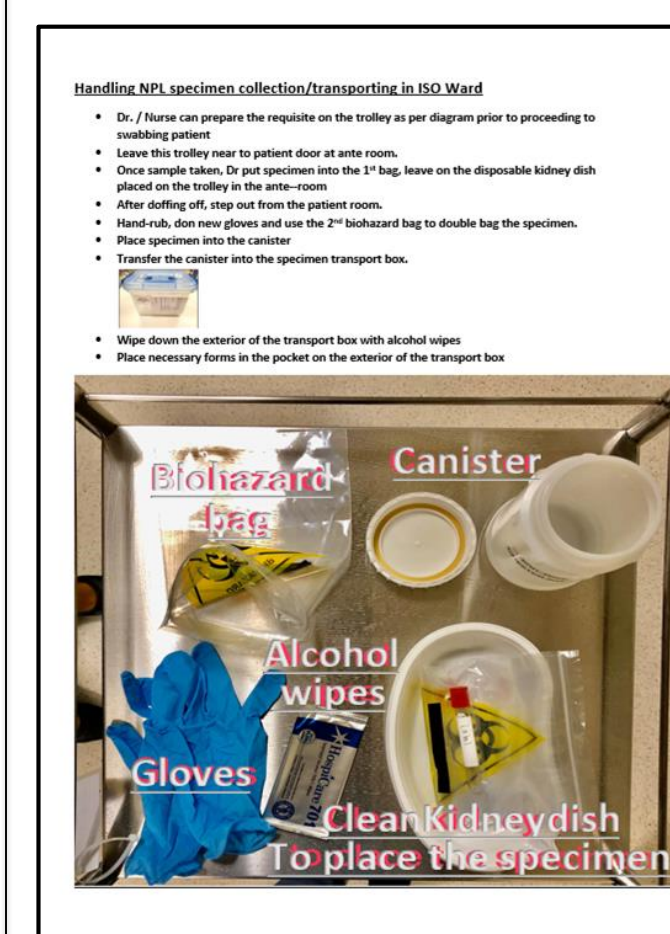 Handling NPL specimen collection/transporting in ISO Ward
• Dr. / Nurse can prepare the requisite on the trolley as per diagram prior to proceeding to
swabbing patient
• Leave this trolley near to patient door at ante room.
• Once sample taken, Dr put specimen into the 1st bag, leave on the disposable kidney dish
placed on the trolley in the ante--room
• After doffing off, step out from the patient room.
• Hand-rub, don new gloves and use the 2nd biohazard bag to double bag the specimen.
• Place specimen into the canister
• Transfer the canister into the specimen transport box.
• Wipe down the exterior of the transport box with alcohol wipes
• Place necessary forms in the pocket on the exterior of the transport box
Canister
Biohazard
bag
Alcohol
wipes
Gloves
HospiCare70
Clean Kidney dish
To place the specimen